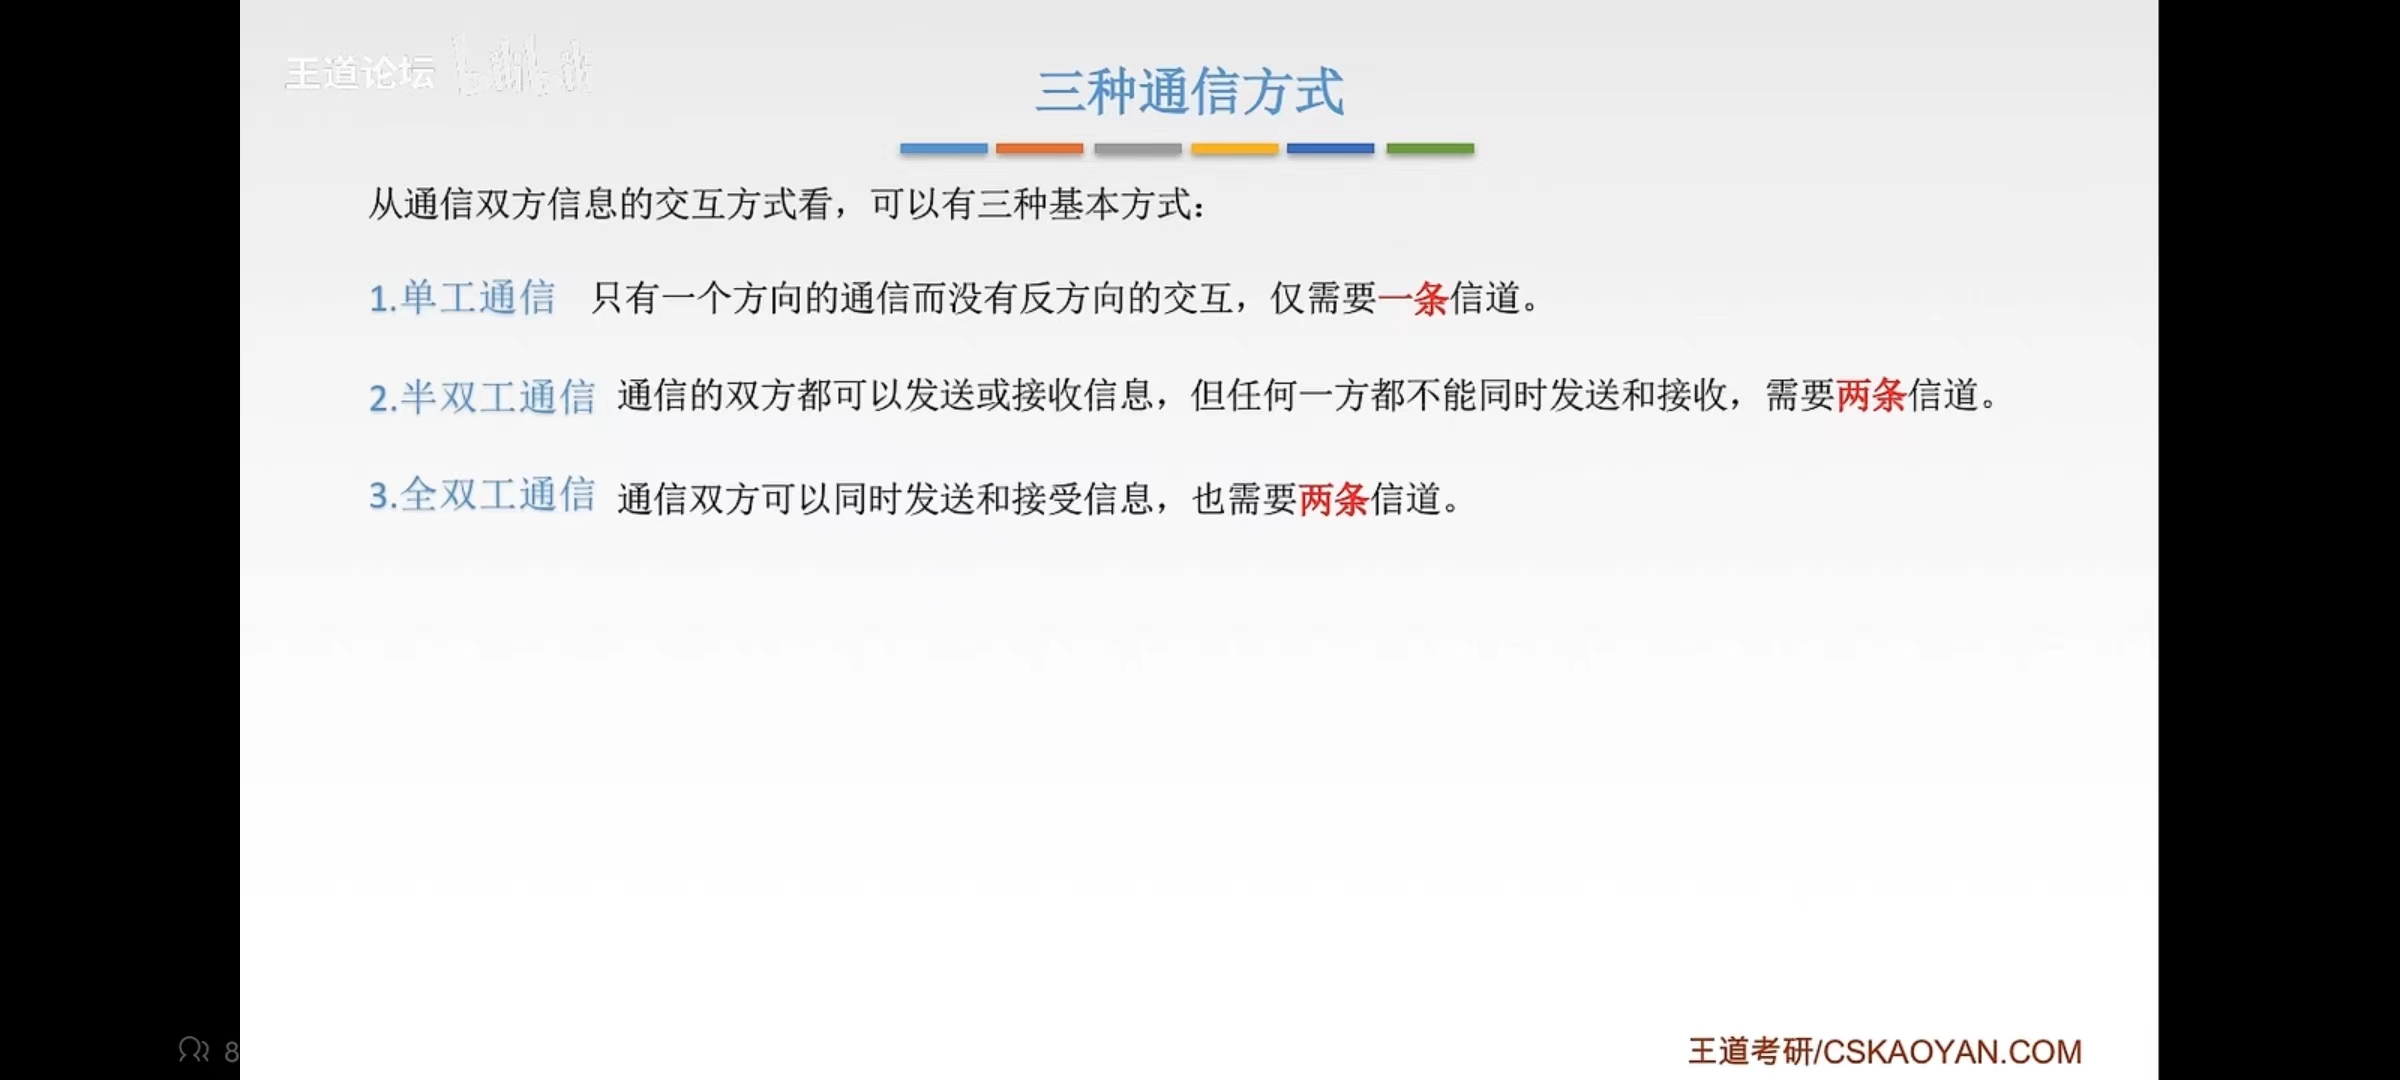 王道论坛 bilibili
三种通信方式
从通信双方信息的交互方式看，可以有三种基本方式：
1.单工通信 只有一个方向的通信而没有反方向的交互，仅需要一条信道。
2.半双工通信 通信的双方都可以发送或接收信息，但任何一方都不能同时发送和接收，需要两条信道。
3.全双工通信 通信双方可以同时发送和接受信息，也需要两条信道。
8
王道考研/CSKAOYAN.COM